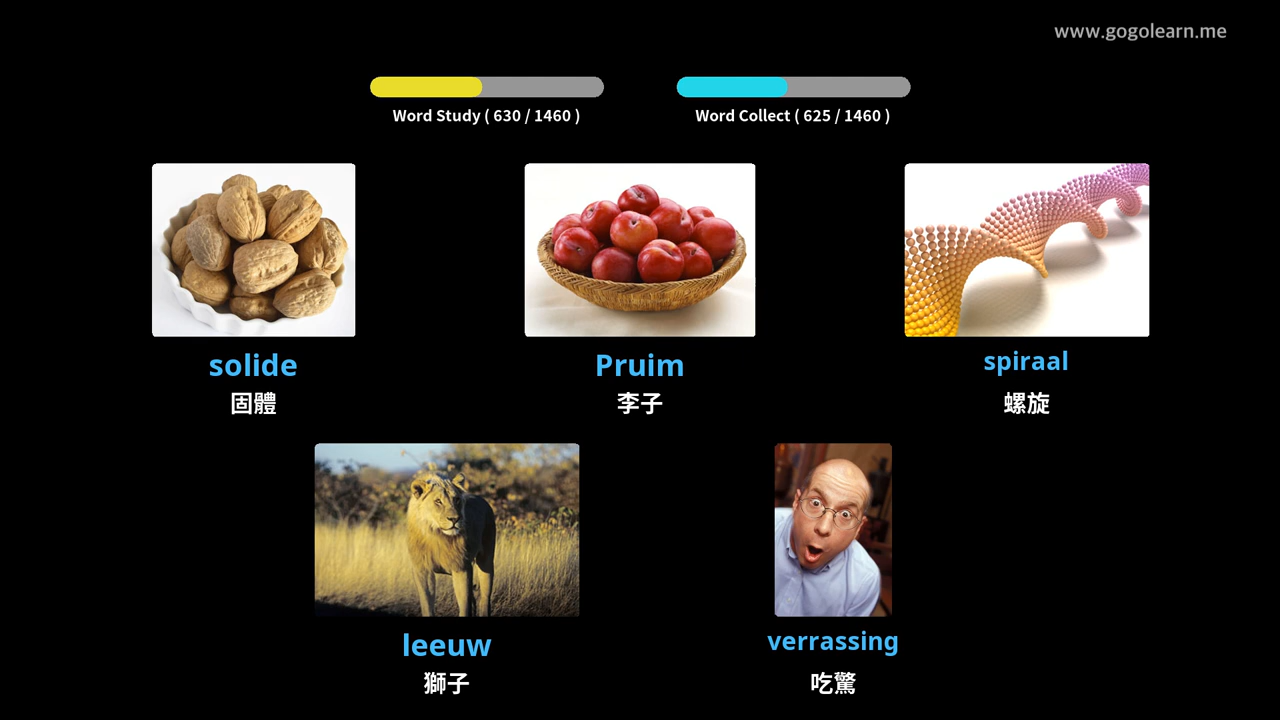 www.gogolearn.me
Word Study ( 630 / 1460 )
Word Collect ( 625 / 1460 )
solide
固體
Pruim
李子
spiraal
螺旋
leeuw
獅子
verrassing
吃驚